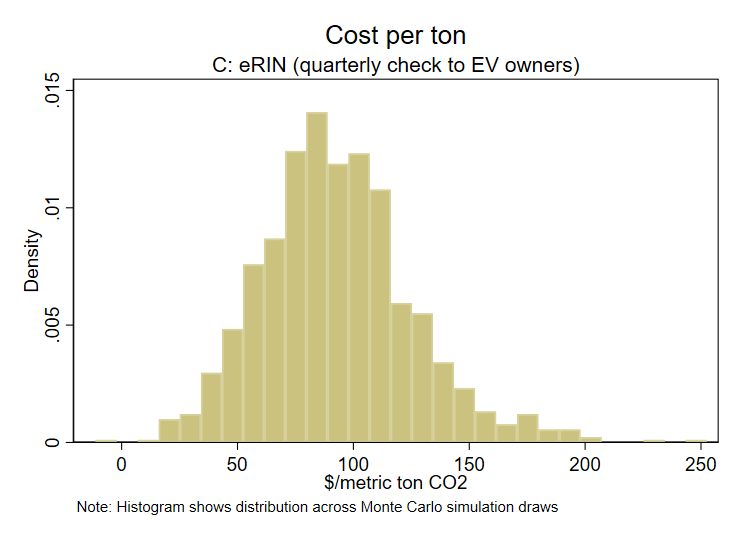 Cost per ton
C: eRIN (quarterly check to EV owners)
.015
.01
.005
0
Density
0 50 100 150 200 250
$/metric ton CO2
Note: Histogram shows distribution across Monte Carlo simulation draws